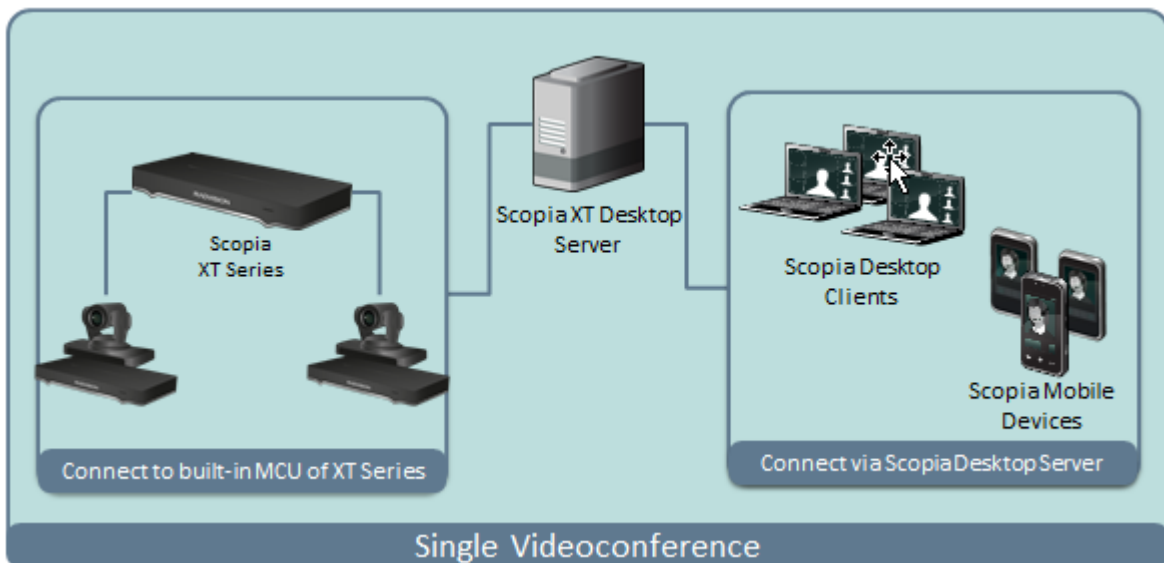 RADVISION
Scopia
XT Series
Connect to built-in MCU of XT Series
Scopia XT Desktop
Server
Scopia Desktop
Clients
Scopia Mobile
Devices
Connect via Scopia Desktop Server
Single Videoconference